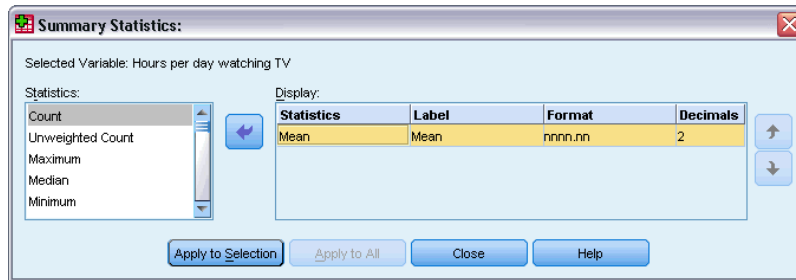 Summary Statistics:
Selected Variable: Hours per day watching TV
Statistics:
Display:
Count
Unweighted Count
Maximum
Median
Minimum
Statistics Label Format Decimals
Mean Mean nnnn.nn 2
Apply to Selection Apply to All Close Help